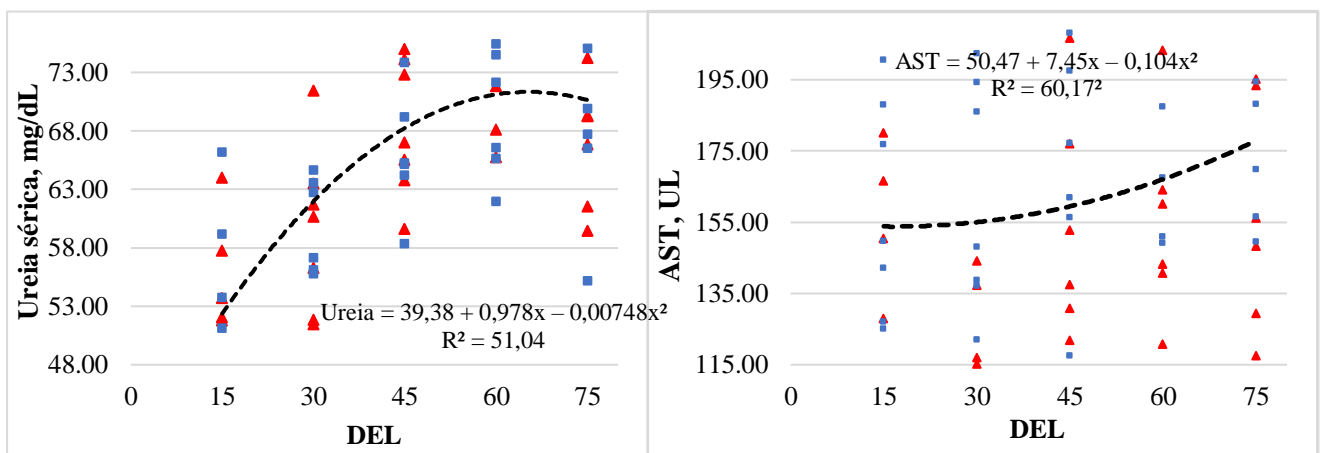 Ureia sérica, mg/dL
73.00
68.00
63.00
58.00
53.00
48.00
Ureia = 39,38 + 0,978x – 0,00748x²
R² = 51,04
0 15 30 45 60 75
DEL
AST, UL
195.00
175.00
155.00
135.00
115.00
AST = 50,47 + 7,45x – 0,104x²
R² = 60,17²
0 15 30 45 60 75
DEL